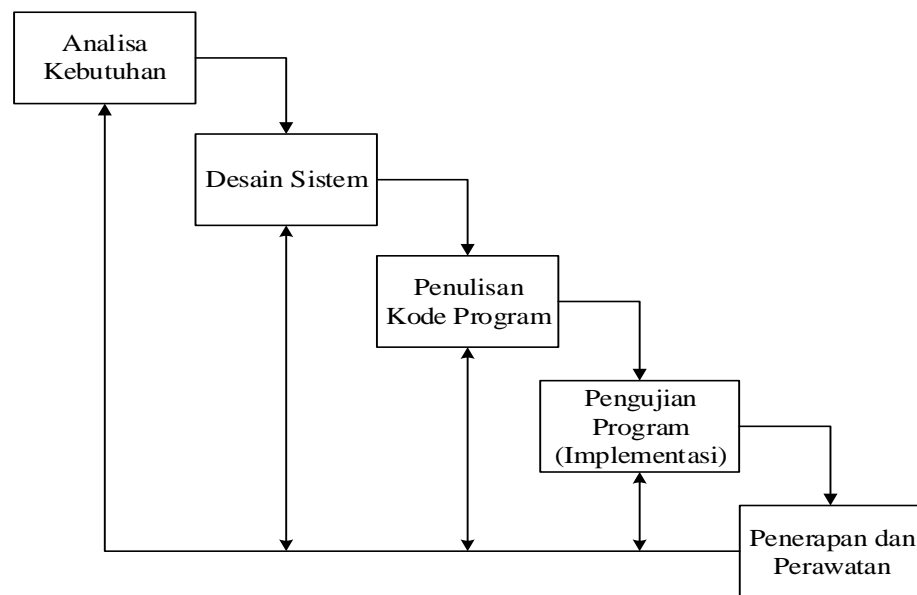 Analisa
Kebutuhan
Desain Sistem
Penulisan
Kode Program
Pengujian
Program
(Implementasi)
Penerapan dan
Perawatan